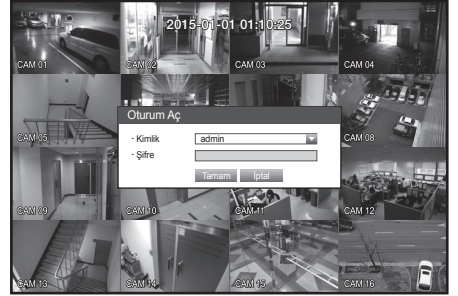 2015-01-01 01:10:25
CAM 01
CAM 02
CAM 03
CAM 04
CAM 05
CAM 08
Oturum Aç
· Kimlik
admin
· Şifre
Tamam
İptal
CAM 09
CAM 10
CAM 11
CAM 12
CAM 13
CAM 14
CAM 15
CAM 16